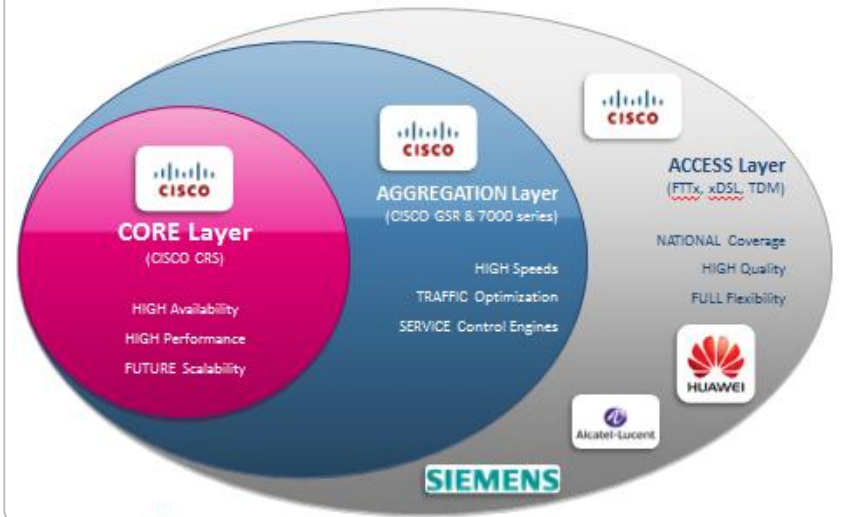 CISCO
CORE Layer
(CISCO CRS)
HIGH Availability
HIGH Performance
FUTURE Scalability
CISCO
AGGREGATION Layer
(CISCO GSR & 7000 series)
HIGH Speeds
TRAFFIC Optimization
SERVICE Control Engines
CISCO
ACCESS Layer
(FTTx, xDSL, TDM)
NATIONAL Coverage
HIGH Quality
FULL Flexibility
HUAWEI
Alcatel-Lucent
SIEMENS